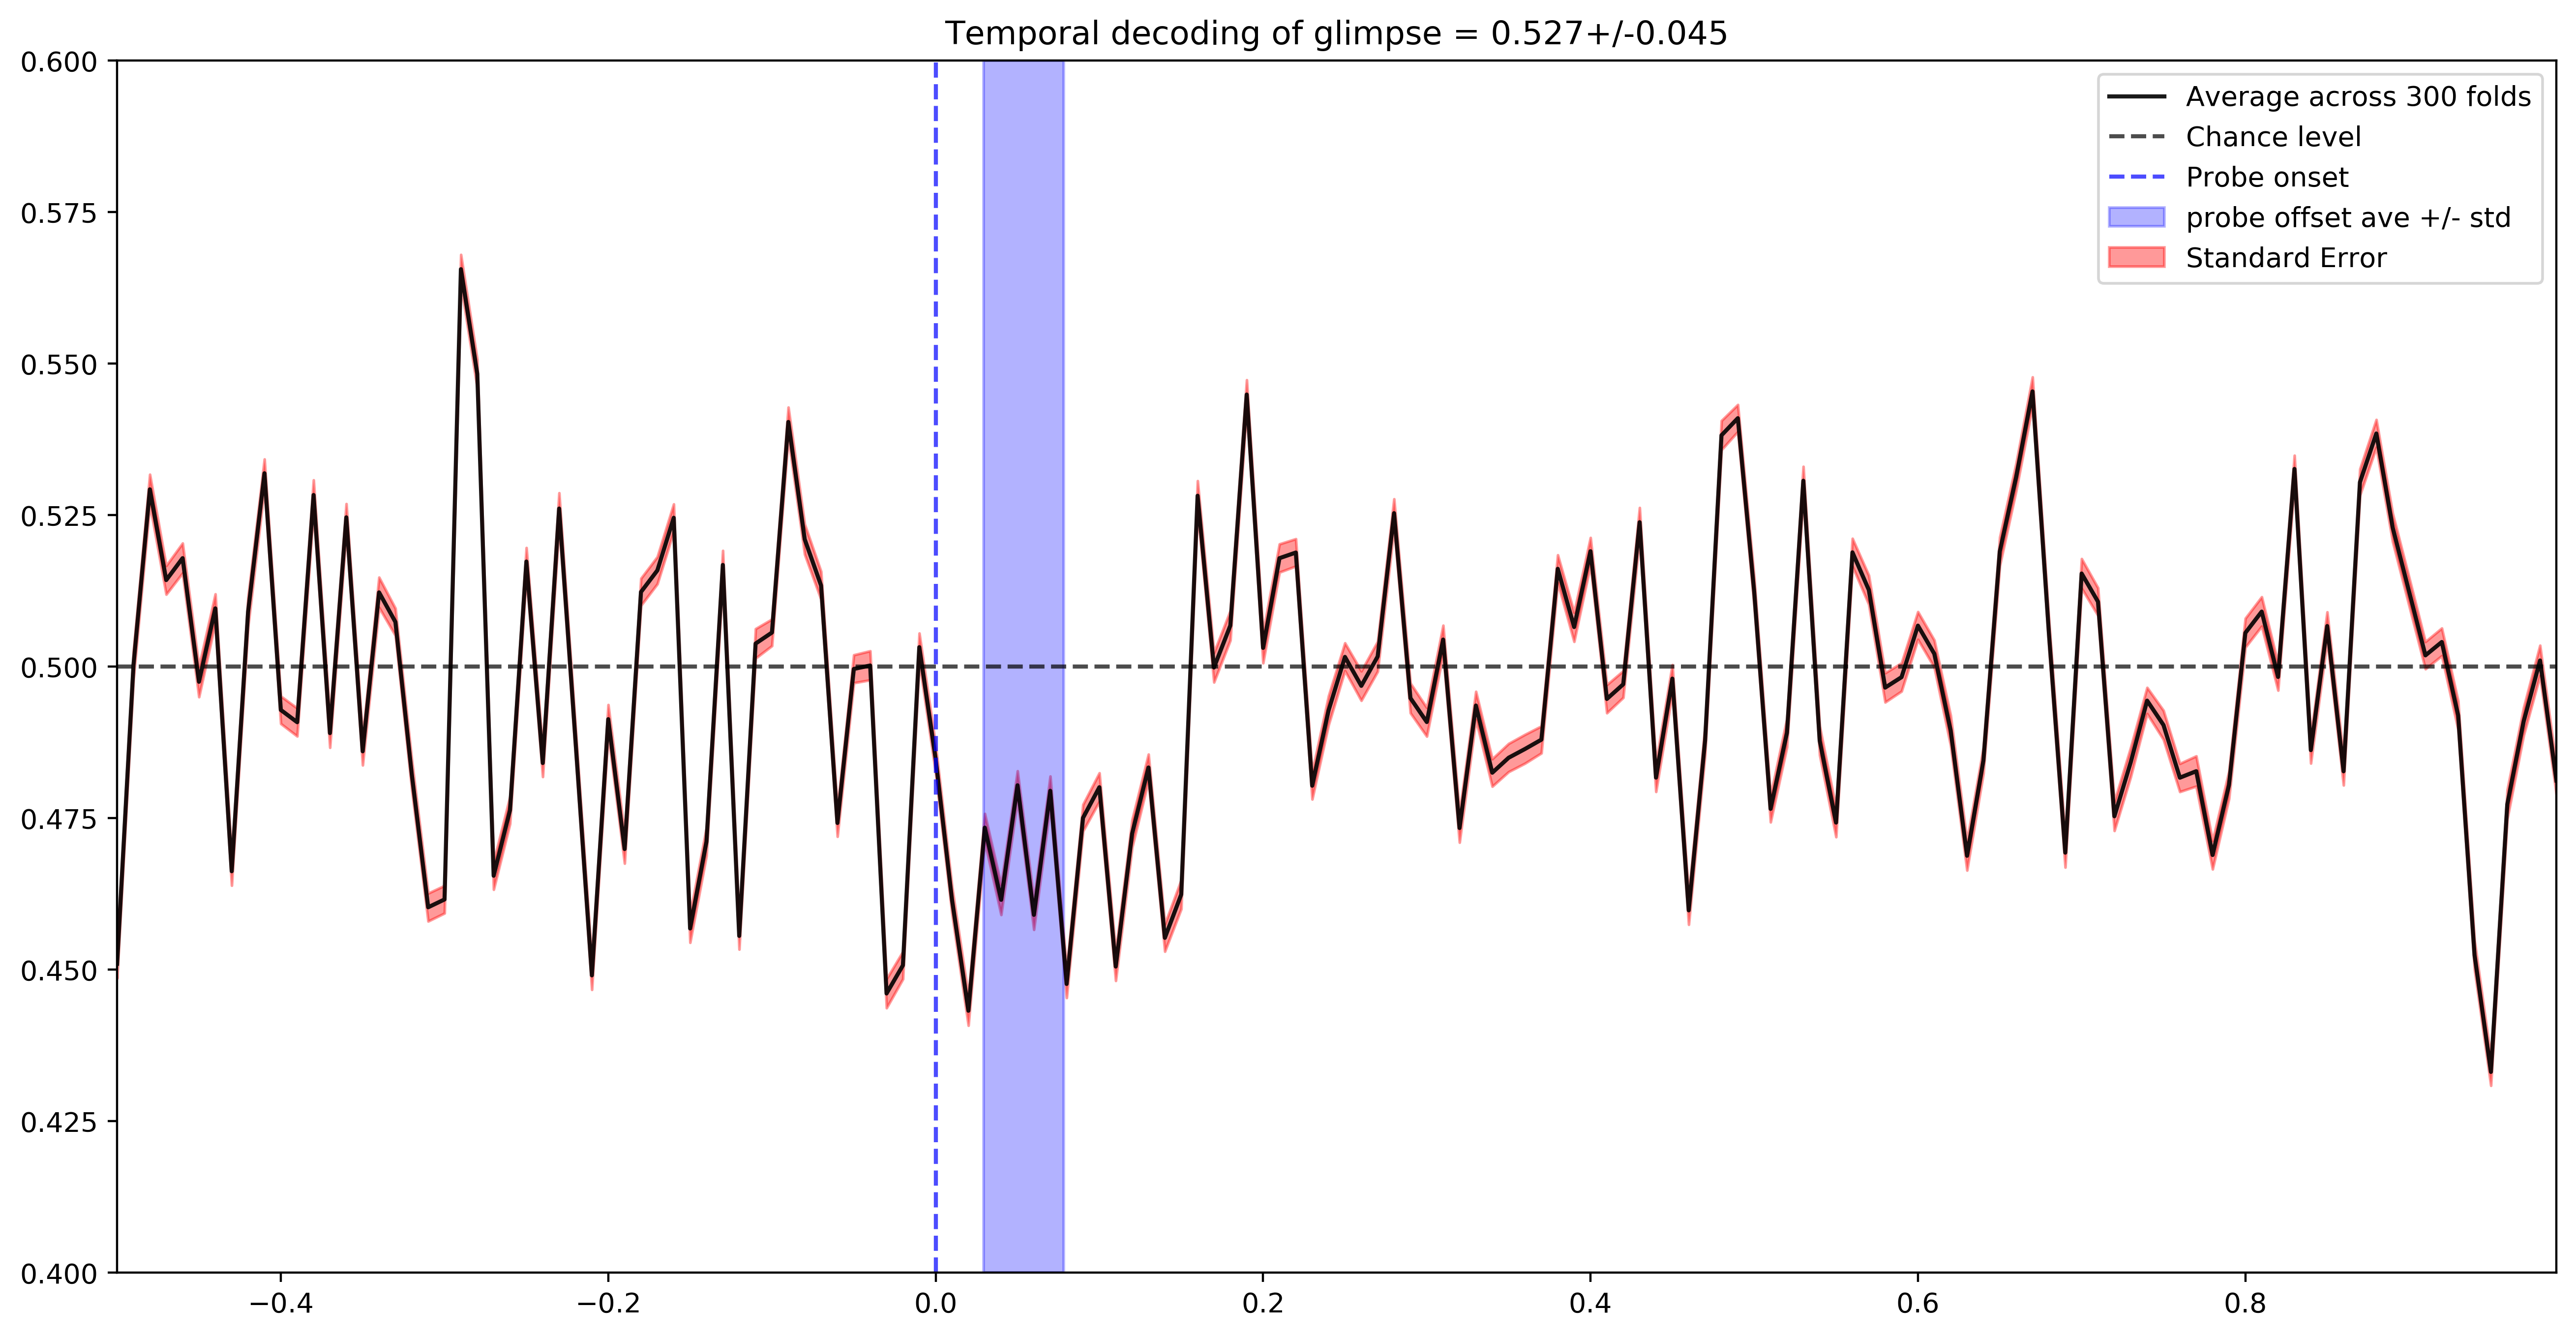 Temporal decoding of glimpse = 0.527+/-0.045
0.600
0.575
0.550
0.525
0.500
0.475
0.450
0.425
0.400
Average across 300 folds
Chance level
Probe onset
probe offset ave +/- std
Standard Error
−0.4
−0.2
0.0
0.2
0.4
0.6
0.8